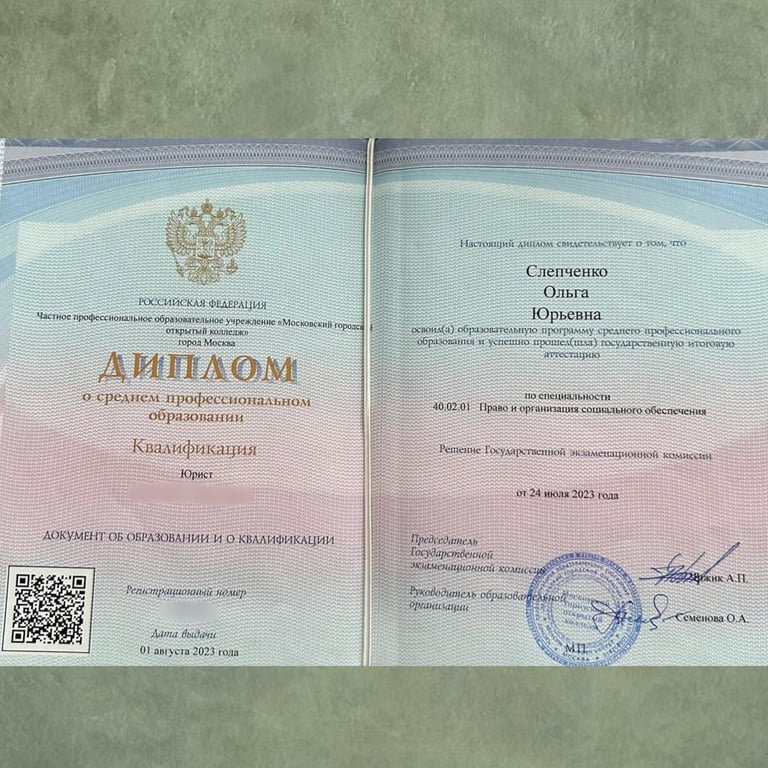 РОССИЙСКАЯ ФЕДЕРАЦИЯ
Частное профессиональное образовательное учреждение «Московский городской
открытый колледж»
город Москва
ДИПЛОМ
о среднем профессиональном
образовании
Квалификация
Юрист
ДОКУМЕНТ ОБ ОБРАЗОВАНИИ И О КВАЛИФИКАЦИИ
Регистрационный номер
Дата выдачи
01 августа 2023 года
Настоящий диплом свидетельствует о том, что
Слепченко
Ольга
Юрьевна
освоил(а) образовательную программу среднего профессионального
образования и успешно прошел(шла) государственную итоговую
аттестацию
по специальности
40.02.01 Право и организация социального обеспечения
Решение Государственной экзаменационной комиссии
от 24 июля 2023 года
Председатель
Государственной
экзаменационной комиссии
А.П.
Руководитель образовательной
организации
Семенова О.А.
М.П.